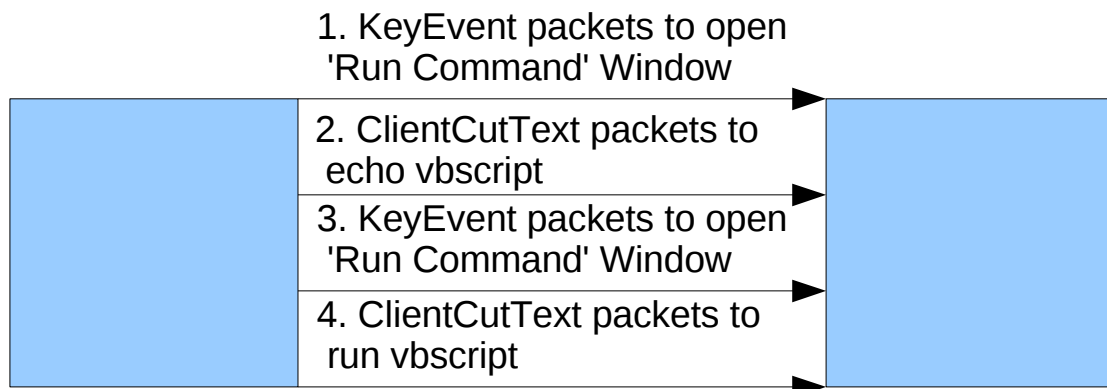 1. KeyEvent packets to open
'Run Command' Window
2. ClientCutText packets to
echo vbscript
3. KeyEvent packets to open
'Run Command' Window
4. ClientCutText packets to
run vbscript